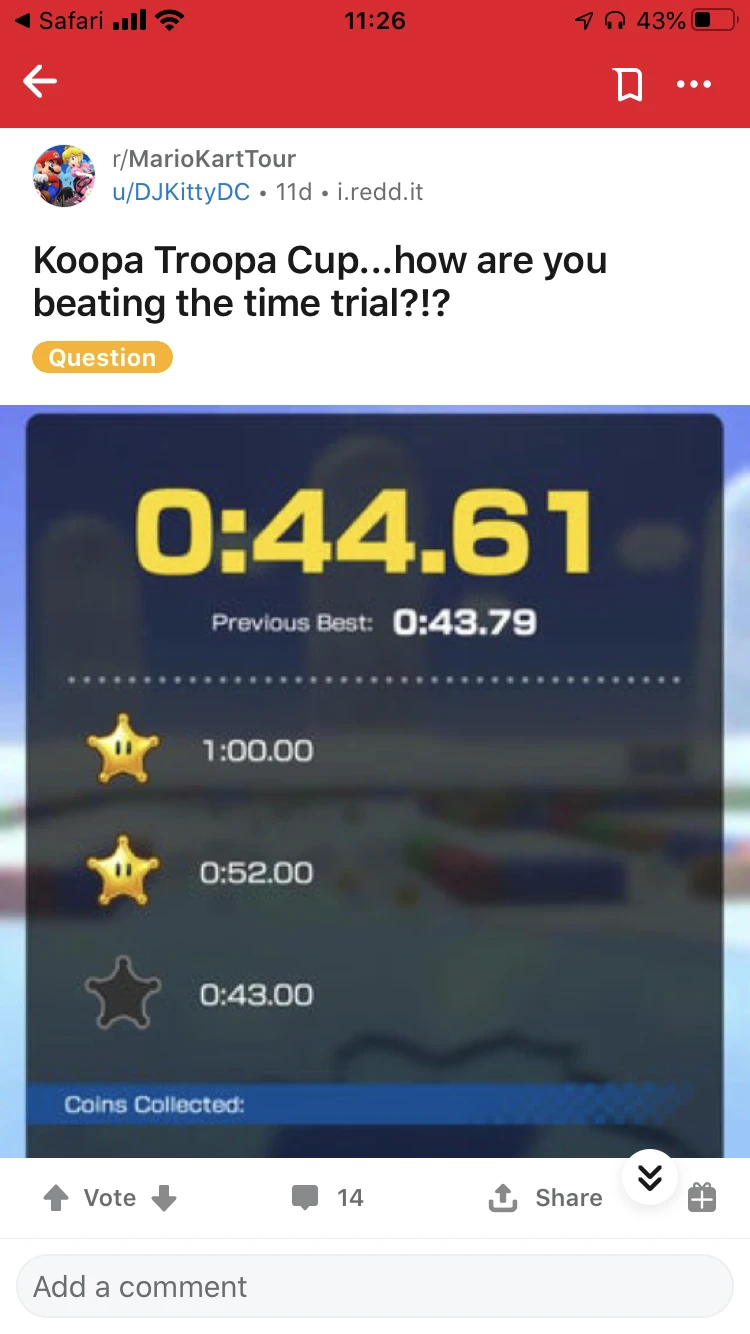 Safari 11:26 43%
r/MarioKartTour
u/DJKittyDC • 11d • i.redd.it
Koopa Troopa Cup...how are you
beating the time trial?!?
Question
0:44.61
Previous Best: 0:43.79
1:00.00
0:52.00
0:43.00
Coins Collected:
Vote 14 Share
Add a comment